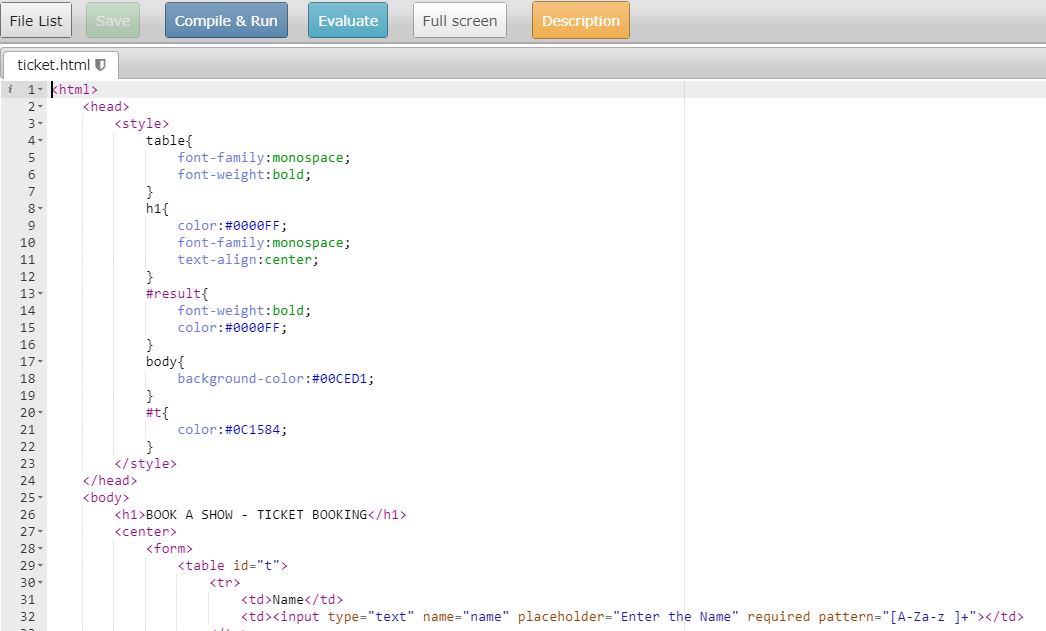 File List Save Compile & Run Evaluate Full screen Description
ticket.html
i 1 <html>
2 <head>
3 <style>
4 table{
5 font-family:monospace;
6 font-weight:bold;
7 }
8 h1{
9 color:#0000FF;
10 font-family:monospace;
11 text-align:center;
12 }
13 #result{
14 font-weight:bold;
15 color:#0000FF;
16 }
17 body{
18 background-color:#00CED1;
19 }
20 #t{
21 color:#0C1584;
22 }
23 </style>
24 </head>
25 <body>
26 <h1>BOOK A SHOW - TICKET BOOKING</h1>
27 <center>
28 <form>
29 <table id="t">
30 <tr>
31 <td>Name</td>
32 <td><input type="text" name="name" placeholder="Enter the Name" required pattern="[A-Za-z ]+"></td>